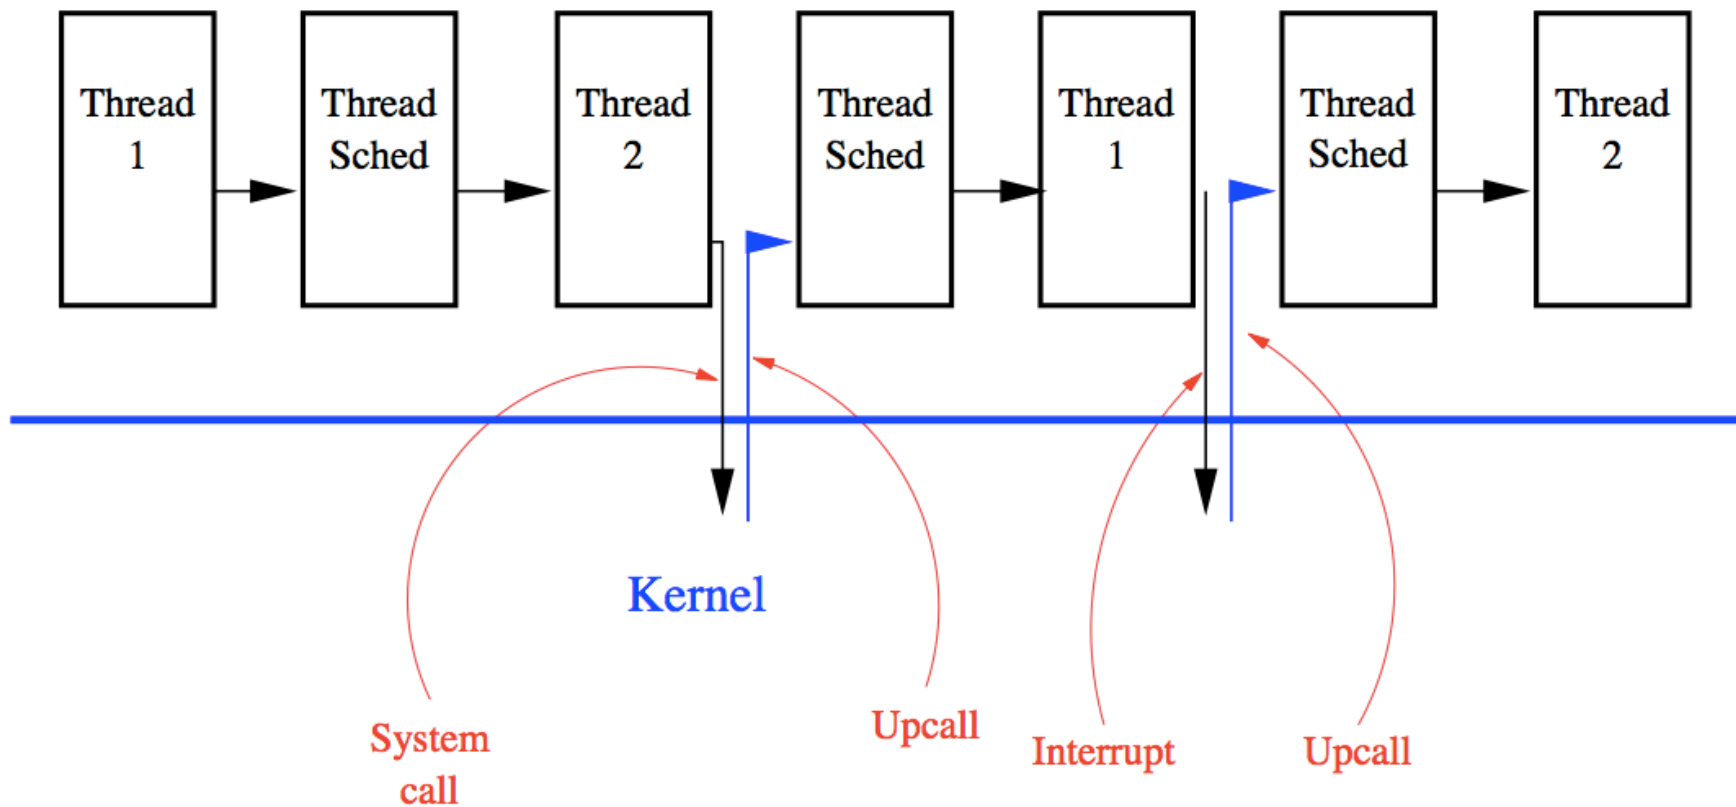 Thread
1
Thread
Sched
Thread
2
Thread
Sched
Thread
1
Thread
Sched
Thread
2
Kernel
System
call
Upcall
Interrupt
Upcall